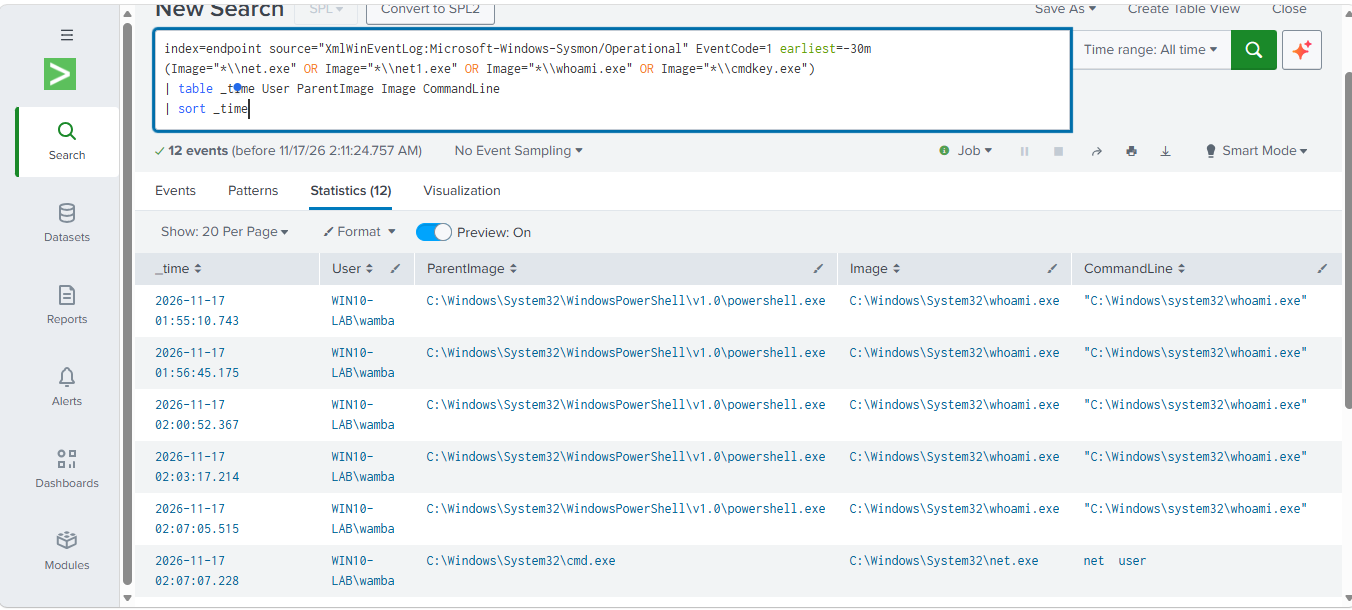 New Search
SPL
Convert to SPL2
Save As
Create Table View
Close
index=endpoint source="XmlWinEventLog:Microsoft-Windows-Sysmon/Operational" EventCode=1 earliest=-30m
(Image="*\\net.exe" OR Image="*\\net1.exe" OR Image="*\\whoami.exe" OR Image="*\\cmdkey.exe")
| table _time User ParentImage Image CommandLine
| sort _time
Time range: All time
12 events (before 11/17/26 2:11:24.757 AM)
No Event Sampling
Job
Smart Mode
Search
Datasets
Reports
Alerts
Dashboards
Modules
Events
Patterns
Statistics (12)
Visualization
Show: 20 Per Page
Format
Preview: On
_time
User
ParentImage
Image
CommandLine
2026-11-17
01:55:10.743
WIN10-
LAB\wamba
C:\Windows\System32\WindowsPowerShell\v1.0\powershell.exe
C:\Windows\System32\whoami.exe
"C:\Windows\system32\whoami.exe"
2026-11-17
01:56:45.175
WIN10-
LAB\wamba
C:\Windows\System32\WindowsPowerShell\v1.0\powershell.exe
C:\Windows\System32\whoami.exe
"C:\Windows\system32\whoami.exe"
2026-11-17
02:00:52.367
WIN10-
LAB\wamba
C:\Windows\System32\WindowsPowerShell\v1.0\powershell.exe
C:\Windows\System32\whoami.exe
"C:\Windows\system32\whoami.exe"
2026-11-17
02:03:17.214
WIN10-
LAB\wamba
C:\Windows\System32\WindowsPowerShell\v1.0\powershell.exe
C:\Windows\System32\whoami.exe
"C:\Windows\system32\whoami.exe"
2026-11-17
02:07:05.515
WIN10-
LAB\wamba
C:\Windows\System32\WindowsPowerShell\v1.0\powershell.exe
C:\Windows\System32\whoami.exe
"C:\Windows\system32\whoami.exe"
2026-11-17
02:07:07.228
WIN10-
LAB\wamba
C:\Windows\System32\cmd.exe
C:\Windows\System32\net.exe
net  user